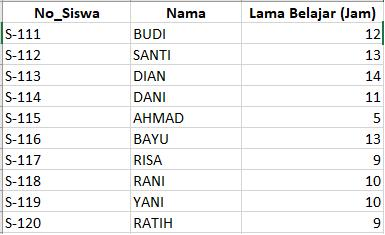 No_Siswa Nama Lama Belajar (Jam)
S-111 BUDI 12
S-112 SANTI 13
S-113 DIAN 14
S-114 DANI 11
S-115 AHMAD 5
S-116 BAYU 13
S-117 RISA 9
S-118 RANI 10
S-119 YANI 10
S-120 RATIH 9